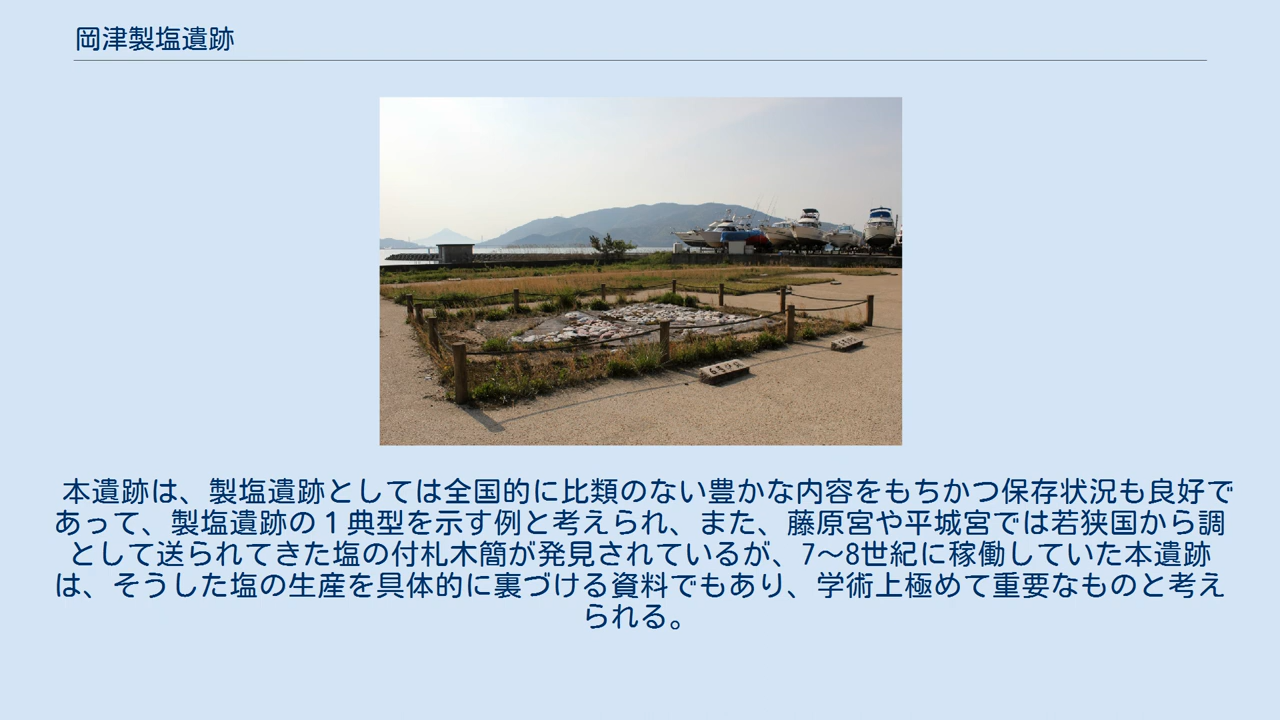 岡津製塩遺跡
本遺跡は、製塩遺跡としては全国的に比類のない豊かな内容をもちかつ保存状況も良好で
あって、製塩遺跡の１典型を示す例と考えられ、また、藤原宮や平城宮では若狭国から調
として送られてきた塩の付札木簡が発見されているが、7～8世紀に稼働していた本遺跡
は、そうした塩の生産を具体的に裏づける資料でもあり、学術上極めて重要なものと考え
られる。